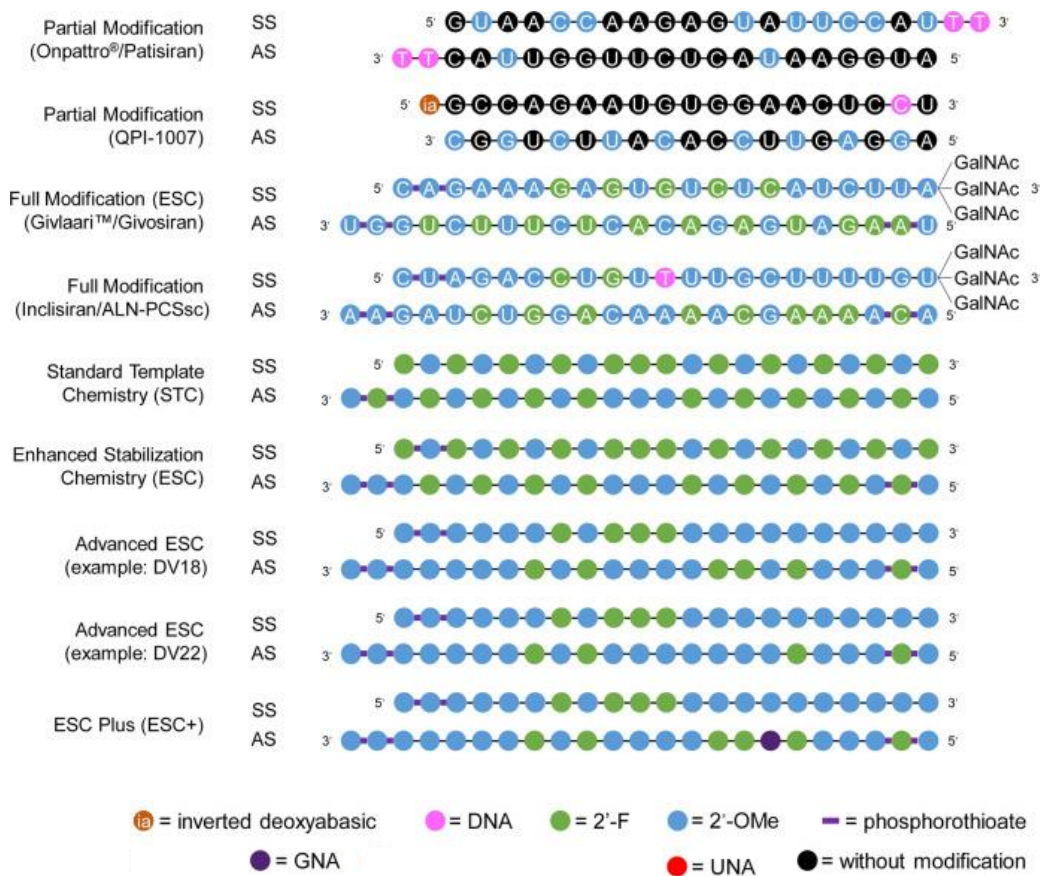 Partial Modification
(Onpattro®/Patisiran)
SS 5' G U A A C C A A G A G U A U U C C A U T T 3'
AS 3' T T C A U U G G U U C U C A U A A G G U A 5'
Partial Modification
(QPI-1007)
SS 5' ia G C C A G A A U G U G G A A C U C C U 3'
AS 3' C G G U C U U A C A C C U U G A G G A 5'
Full Modification (ESC)
(Givlaari™/Givosiran)
SS 5' C A G A A A G A G U G U C U C A U C U U A 3'
GalNAc
GalNAc
GalNAc
AS 3' U G G U C U U U C U C A C A G A G U A G A A U 5'
Full Modification
(Inclisiran/ALN-PCSsc)
SS 5' C U A G A C C U G U T U U G C U U U U G U 3'
GalNAc
GalNAc
GalNAc
AS 3' A A G A U C U G G A C A A A A C G A A A A C A 5'
Standard Template
Chemistry (STC)
SS 5' 3'
AS 3' 5'
Enhanced Stabilization
Chemistry (ESC)
SS 5' 3'
AS 3' 5'
Advanced ESC
(example: DV18)
SS 5' 3'
AS 3' 5'
Advanced ESC
(example: DV22)
SS 5' 3'
AS 3' 5'
ESC Plus (ESC+)
SS 5' 3'
AS 3' 5'
ia = inverted deoxyabasic = DNA = 2'-F = 2'-OMe = phosphorothioate
= GNA = UNA = without modification